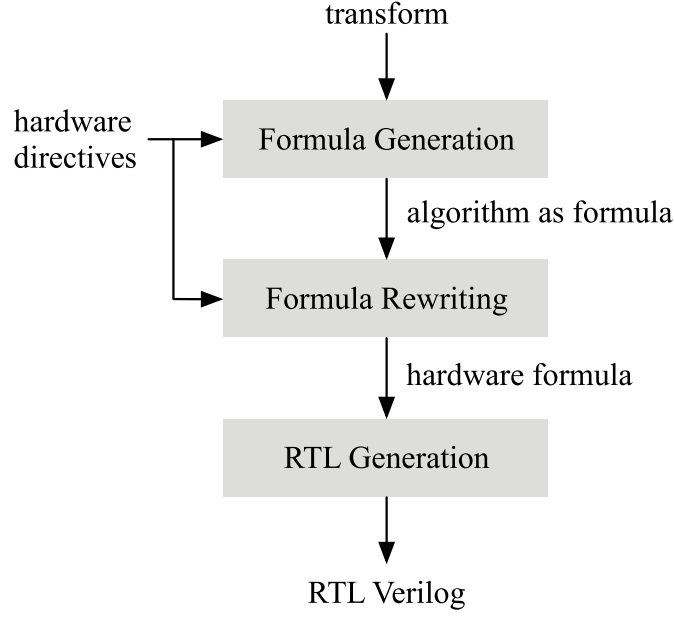 transform
hardware
directives
Formula Generation
algorithm as formula
Formula Rewriting
hardware formula
RTL Generation
RTL Verilog